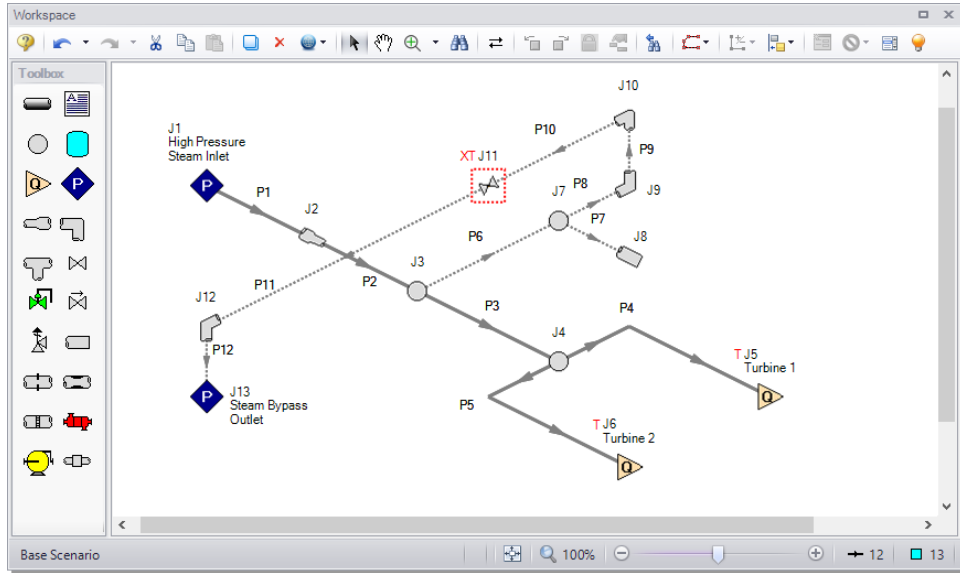 Workspace
Toolbox
A
Q
P
J1
High Pressure
Steam Inlet
P
P1
J2
P2
J3
P3
J4
P4
T J5
Turbine 1
Q
P5
T J6
Turbine 2
Q
P6
J7
P7
J8
P8
J9
P9
J10
P10
XT J11
P11
J12
P12
P
J13
Steam Bypass
Outlet
Base Scenario
100%
12
13